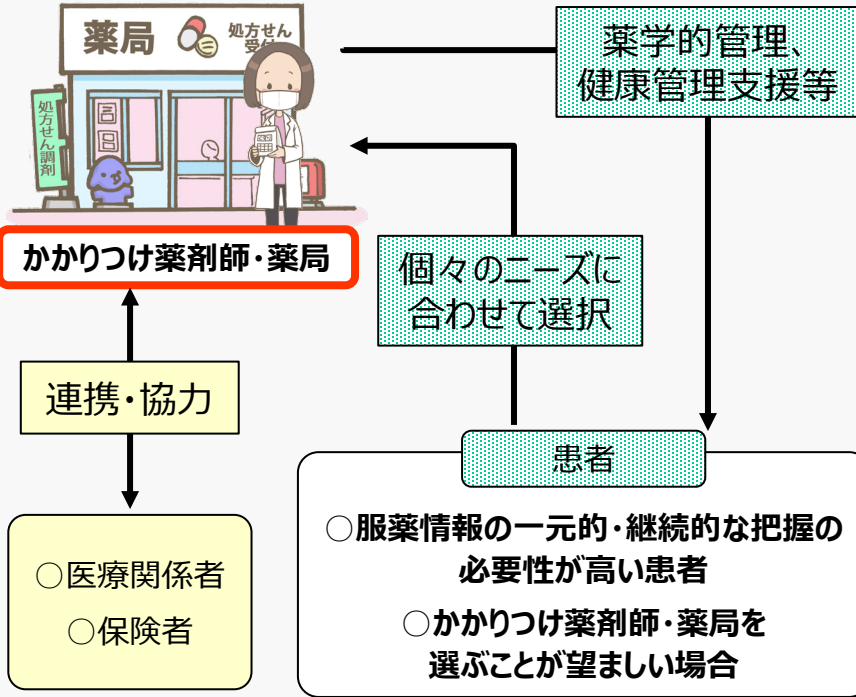 薬局
処方せん
受付
処方せん調剤
薬学的管理、
健康管理支援等
かかりつけ薬剤師・薬局
個々のニーズに
合わせて選択
連携・協力
患者
○服薬情報の一元的・継続的な把握の
必要性が高い患者
○かかりつけ薬剤師・薬局を
選ぶことが望ましい場合
○医療関係者
○保険者